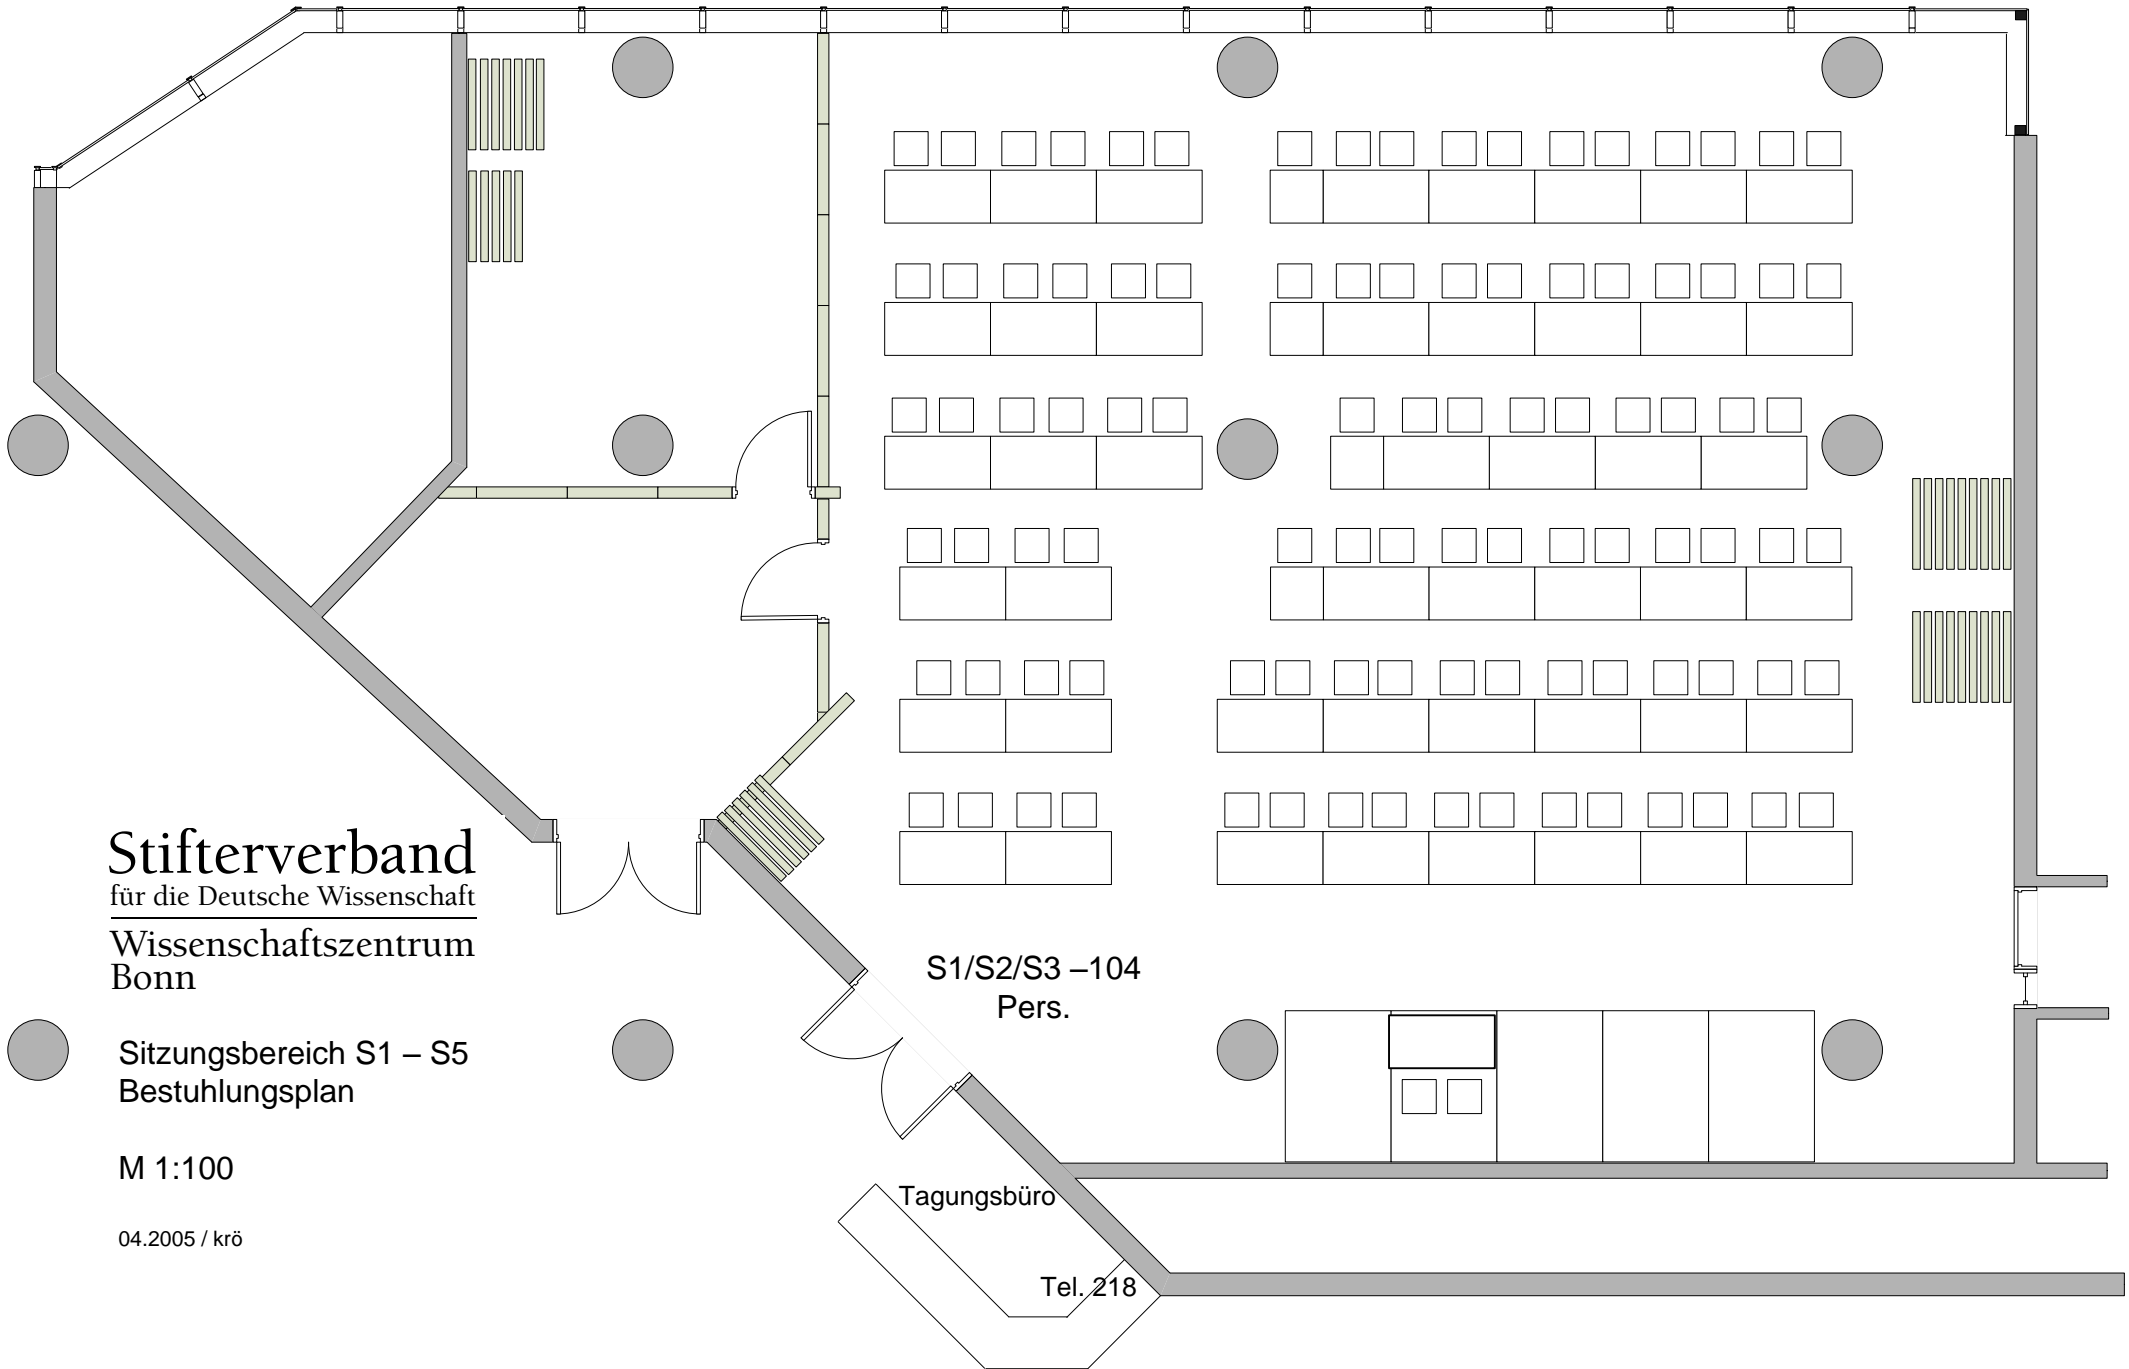 Stifterverband
für die Deutsche Wissenschaft
Wissenschaftszentrum
Bonn
Sitzungsbereich S1 – S5
Bestuhlungsplan
M 1:100
04.2005 / krö
S1/S2/S3 –104
Pers.
Tagungsbüro
Tel. 218